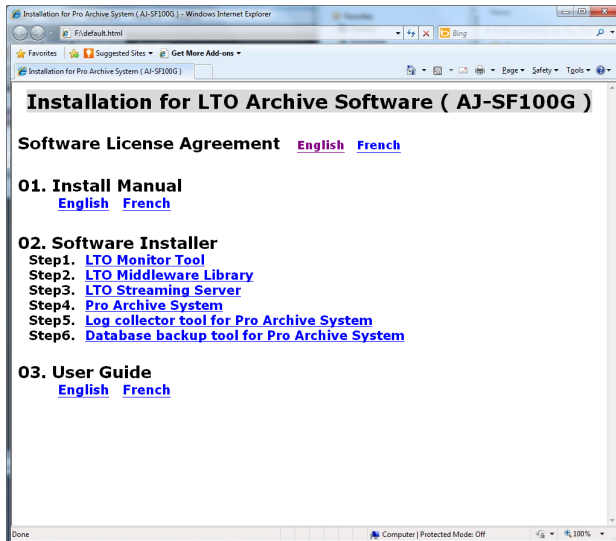 Installation for Pro Archive System ( AJ-SF100G ) - Windows Internet Explorer
F:\default.html
Bing
Favorites Suggested Sites Get More Add-ons
Installation for Pro Archive System ( AJ-SF100G )
Page Safety Tools
Installation for LTO Archive Software ( AJ-SF100G )
Software License Agreement English French
01. Install Manual
English French
02. Software Installer
Step1. LTO Monitor Tool
Step2. LTO Middleware Library
Step3. LTO Streaming Server
Step4. Pro Archive System
Step5. Log collector tool for Pro Archive System
Step6. Database backup tool for Pro Archive System
03. User Guide
English French
Done Computer | Protected Mode: Off 100%